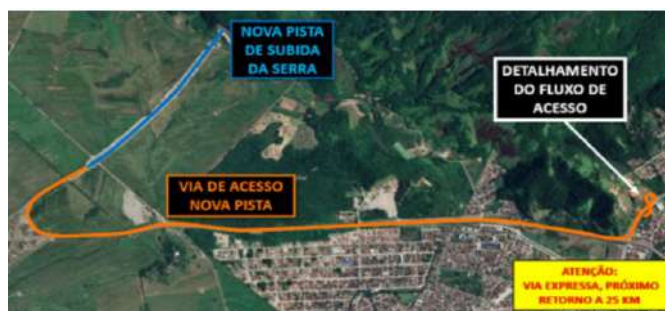 NOVA PISTA
DE SUBIDA
DA SERRA
DETALHAMENTO
DO FLUXO DE
ACESSO
VIA DE ACESSO
NOVA PISTA
ATENÇÃO:
VIA EXPRESSA, PRÓXIMO
RETORNO A 25 KM